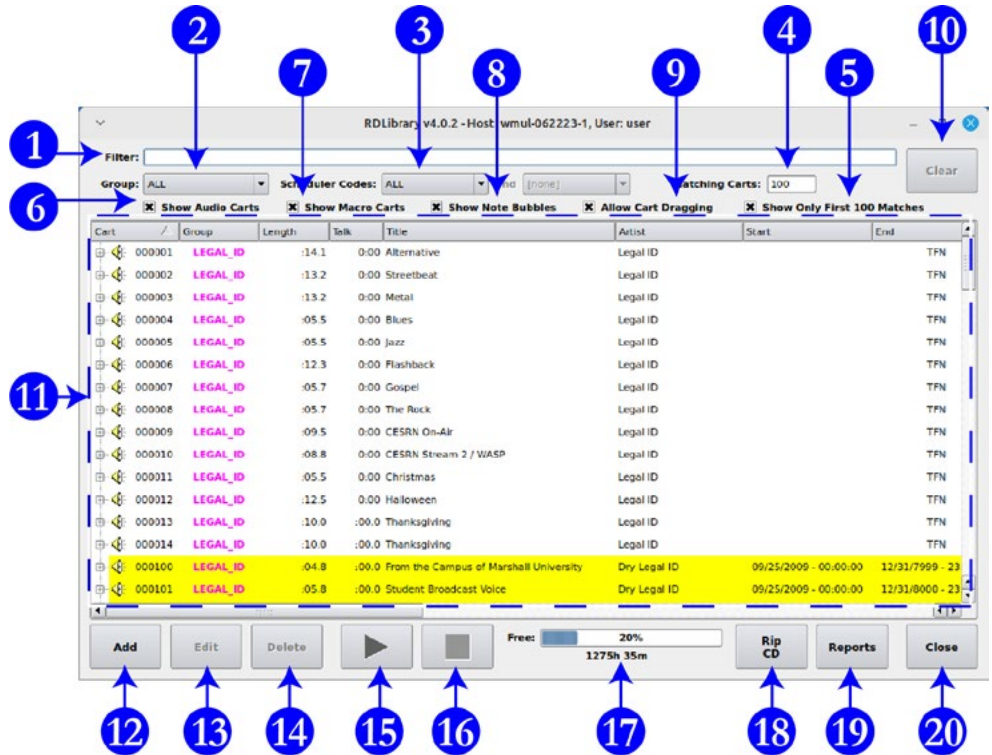 2
3
4
10
7
8
9
5
RDLibrary v4.0.2 - Host: wmul-062223-1, User: user
1
Filter:
Clear
Group: ALL Scheduler Codes: ALL And [none] Matching Carts: 100
6
Show Audio Carts Show Macro Carts Show Note Bubbles Allow Cart Dragging Show Only First 100 Matches
Cart Group Length Talk Title Artist Start End
000001 LEGAL_ID :14.1 0:00 Alternative Legal ID TFN
000002 LEGAL_ID :13.2 0:00 Streetbeat Legal ID TFN
000003 LEGAL_ID :13.2 0:00 Metal Legal ID TFN
000004 LEGAL_ID :05.5 0:00 Blues Legal ID TFN
000005 LEGAL_ID :05.5 0:00 Jazz Legal ID TFN
000006 LEGAL_ID :12.3 0:00 Flashback Legal ID TFN
11
000007 LEGAL_ID :05.7 0:00 Gospel Legal ID TFN
000008 LEGAL_ID :05.7 0:00 The Rock Legal ID TFN
000009 LEGAL_ID :09.5 0:00 CESRN On-Air Legal ID TFN
000010 LEGAL_ID :08.8 0:00 CESRN Stream 2 / WASP Legal ID TFN
000011 LEGAL_ID :05.5 0:00 Christmas Legal ID TFN
000012 LEGAL_ID :12.5 0:00 Halloween Legal ID TFN
000013 LEGAL_ID :10.0 :00.0 Thanksgiving Legal ID TFN
000014 LEGAL_ID :10.0 :00.0 Thanksgiving Legal ID TFN
000100 LEGAL_ID :04.8 :00.0 From the Campus of Marshall University Dry Legal ID 09/25/2009 - 00:00:00 12/31/7999 - 23
000101 LEGAL_ID :05.8 :00.0 Student Broadcast Voice Dry Legal ID 09/25/2009 - 00:00:00 12/31/8000 - 23
Add Edit Delete Free: 20% Rip CD Reports Close
1275h 35m
12 13 14 15 16 17 18 19 20